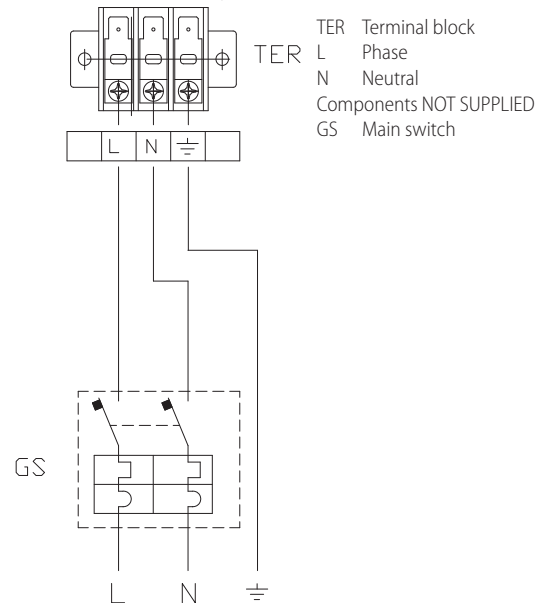 TER
TER Terminal block
L Phase
N Neutral
Components NOT SUPPLIED
GS Main switch
L N
GS
L N